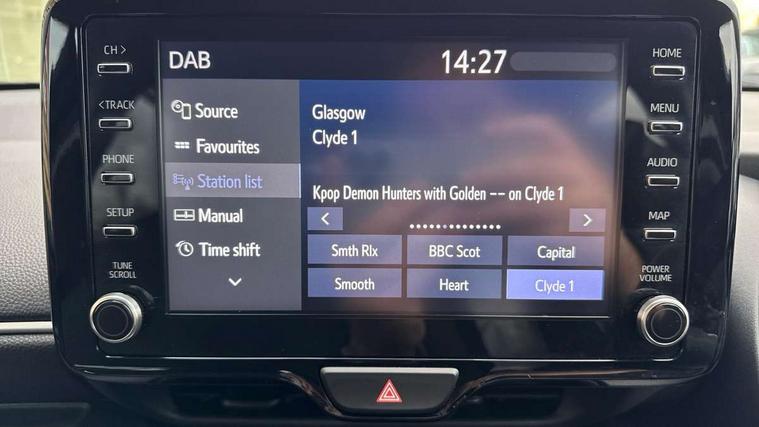 DAB
14:27
CH >
<TRACK
PHONE
SETUP
TUNE
SCROLL
Source
Favourites
Station list
Manual
Time shift
Glasgow
Clyde 1
Kpop Demon Hunters with Golden -- on Clyde 1
Smth Rlx
BBC Scot
Capital
Smooth
Heart
Clyde 1
HOME
MENU
AUDIO
MAP
POWER
VOLUME